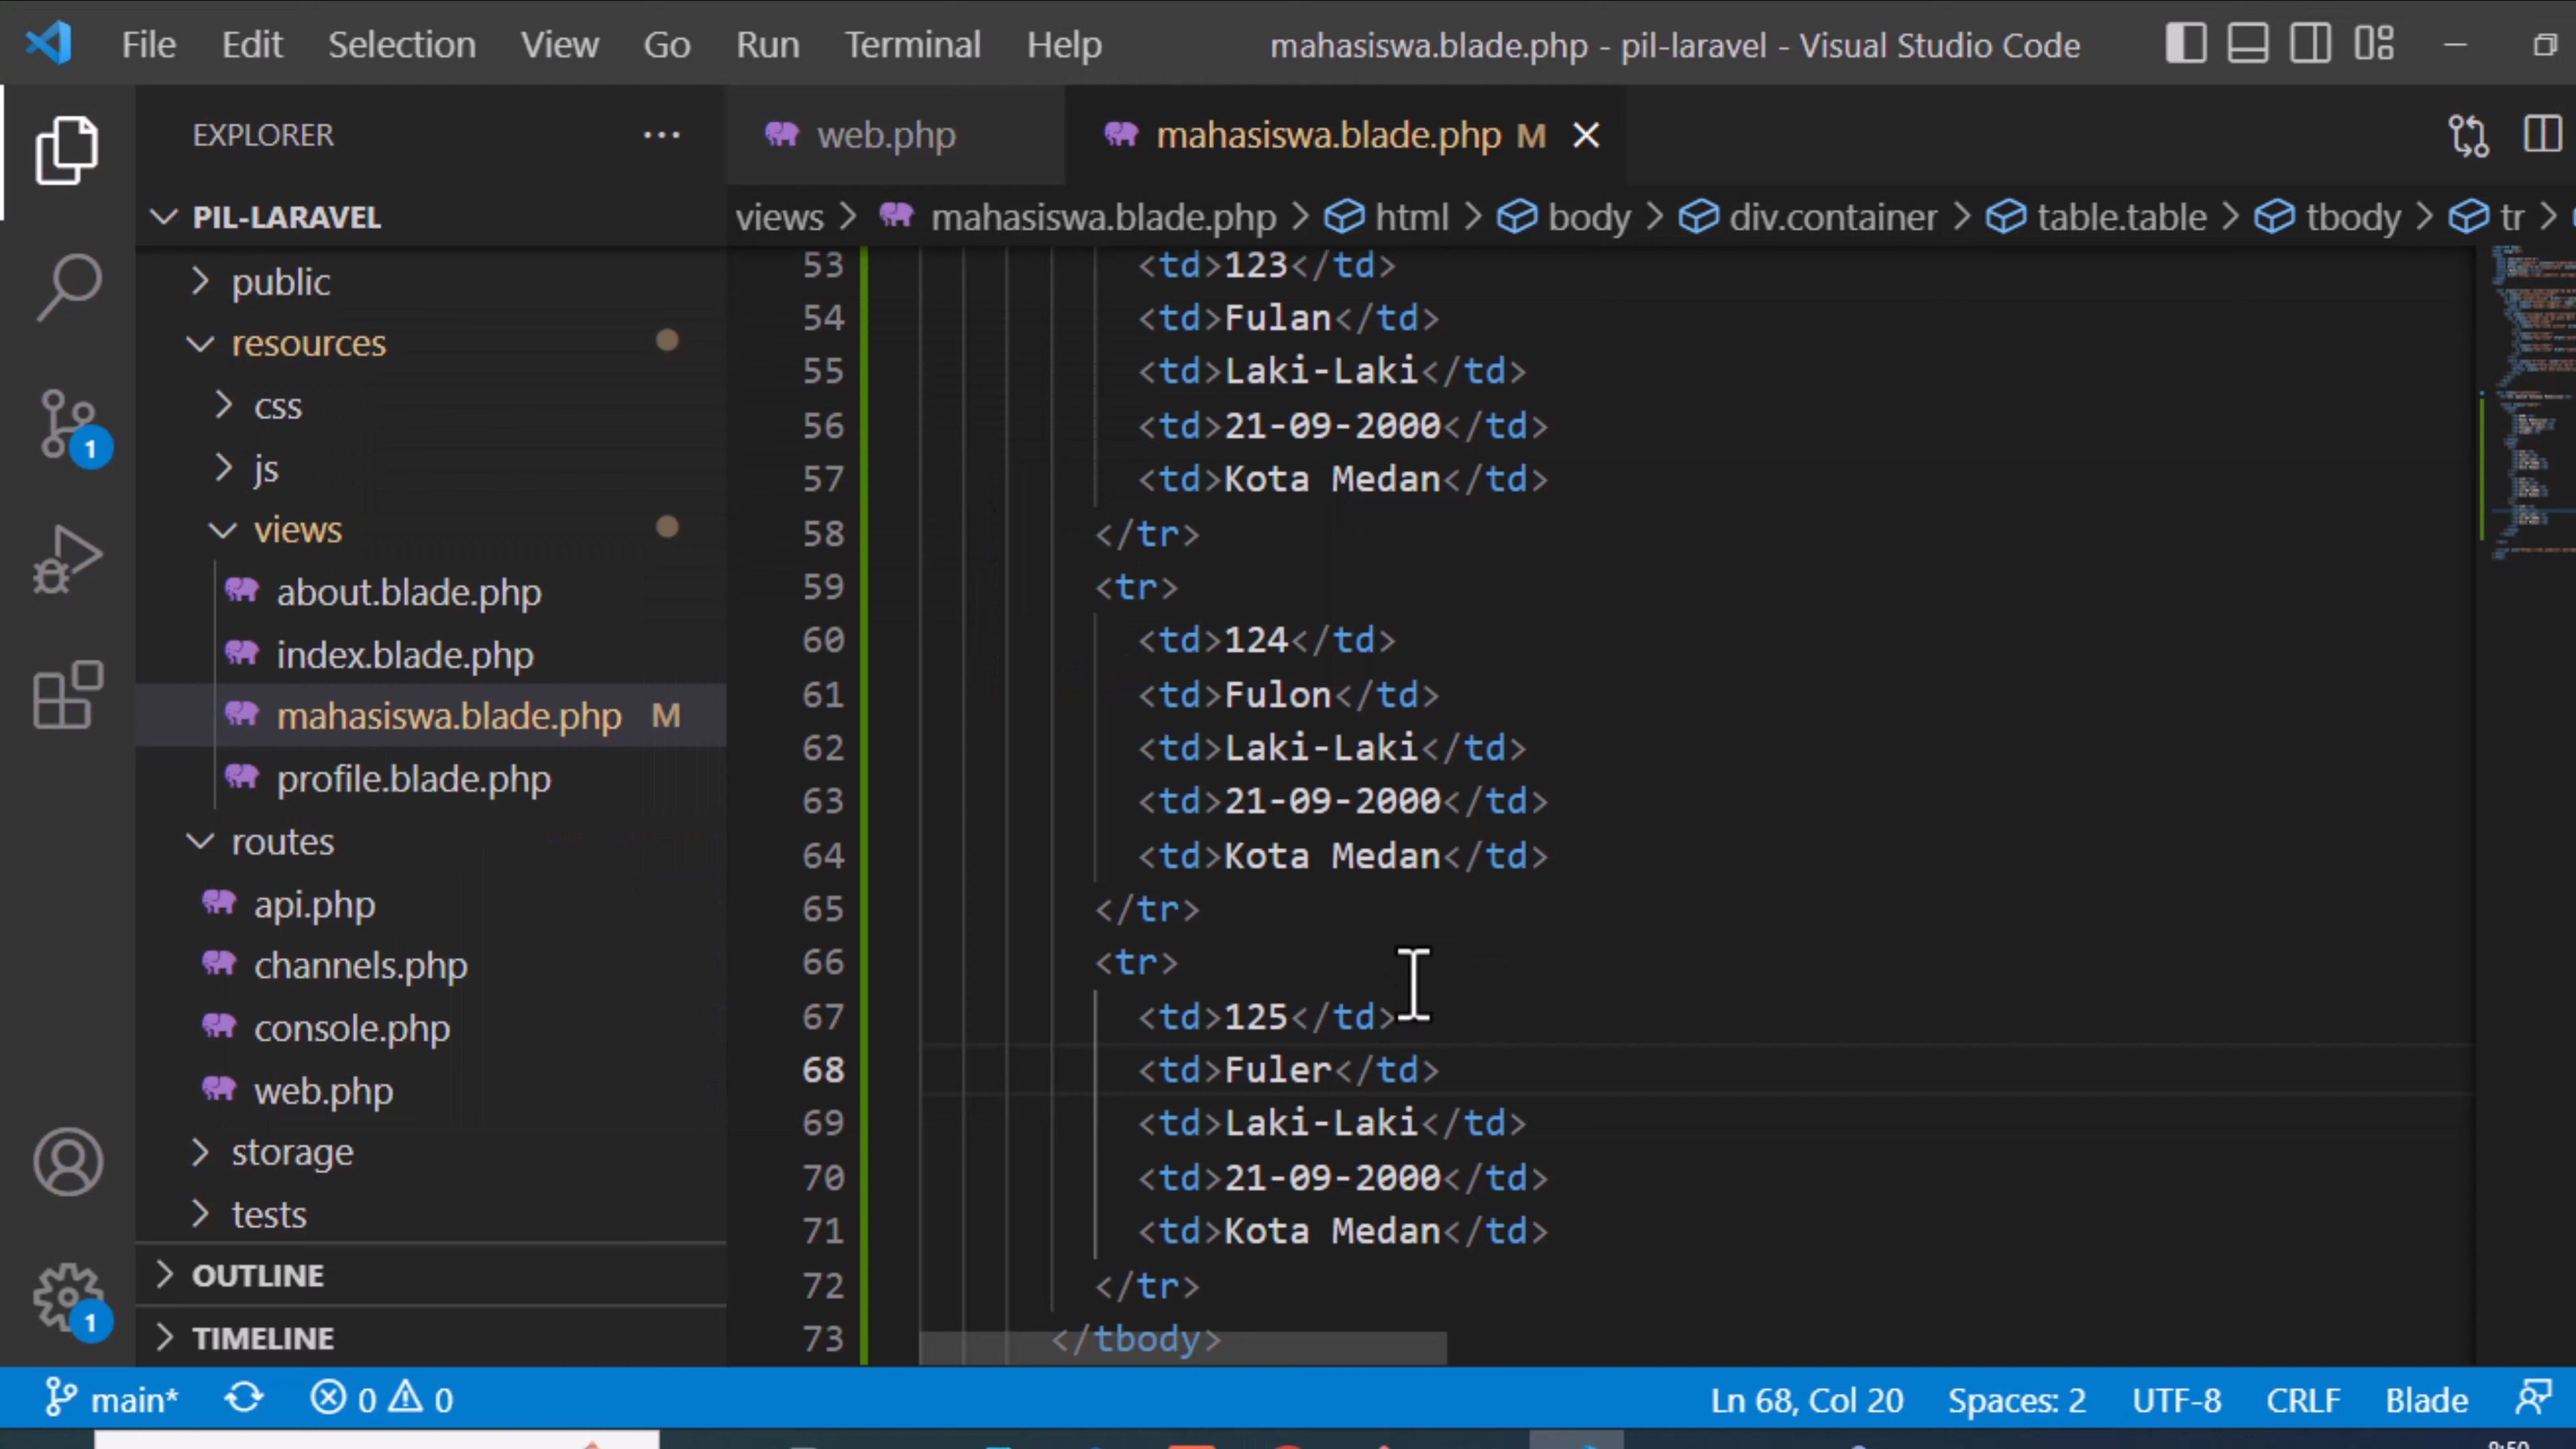 File Edit Selection View Go Run Terminal Help mahasiswa.blade.php - pil-laravel - Visual Studio Code
EXPLORER ···
PIL-LARAVEL
public
resources
css
js
views
about.blade.php
index.blade.php
mahasiswa.blade.php M
profile.blade.php
routes
api.php
channels.php
console.php
web.php
storage
tests
OUTLINE
TIMELINE
1
1
web.php mahasiswa.blade.php M
views > mahasiswa.blade.php > html > body > div.container > table.table > tbody > tr >
53 <td>123</td>
54 <td>Fulan</td>
55 <td>Laki-Laki</td>
56 <td>21-09-2000</td>
57 <td>Kota Medan</td>
58 </tr>
59 <tr>
60 <td>124</td>
61 <td>Fulon</td>
62 <td>Laki-Laki</td>
63 <td>21-09-2000</td>
64 <td>Kota Medan</td>
65 </tr>
66 <tr>
67 <td>125</td>
68 <td>Fuler</td>
69 <td>Laki-Laki</td>
70 <td>21-09-2000</td>
71 <td>Kota Medan</td>
72 </tr>
73 </tbody>
main* 0 0 Ln 68, Col 20 Spaces: 2 UTF-8 CRLF Blade